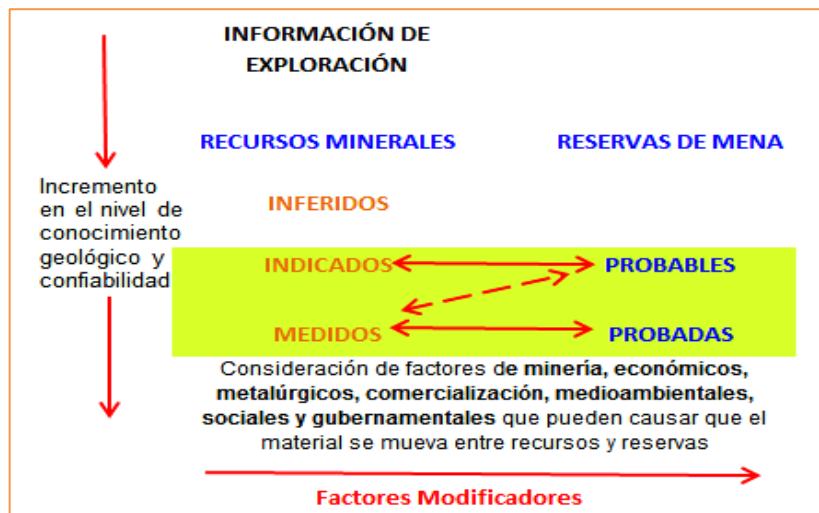 INFORMACIÓN DE
EXPLORACIÓN
RECURSOS MINERALES
RESERVAS DE MENA
Incremento
en el nivel de
conocimiento
geológico y
confiabilidad
INFERIDOS
INDICADOS
PROBABLES
MEDIDOS
PROBADAS
Consideración de factores de minería, económicos,
metalúrgicos, comercialización, medioambientales,
sociales y gubernamentales que pueden causar que el
material se mueva entre recursos y reservas
Factores Modificadores